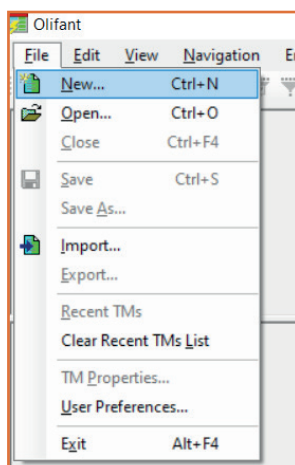 Olifant
File Edit View Navigation
New... Ctrl+N
Open... Ctrl+O
Close Ctrl+F4
Save Ctrl+S
Save As...
Import...
Export...
Recent TMs
Clear Recent TMs List
TM Properties...
User Preferences...
Exit Alt+F4